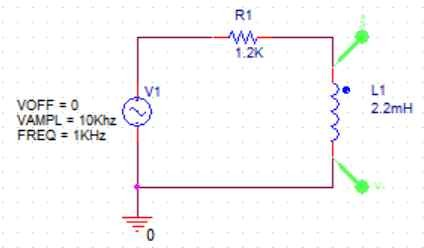 R1
1.2K
V1
VOFF = 0
VAMPL = 10Khz
FREQ = 1KHz
L1
2.2mH
0